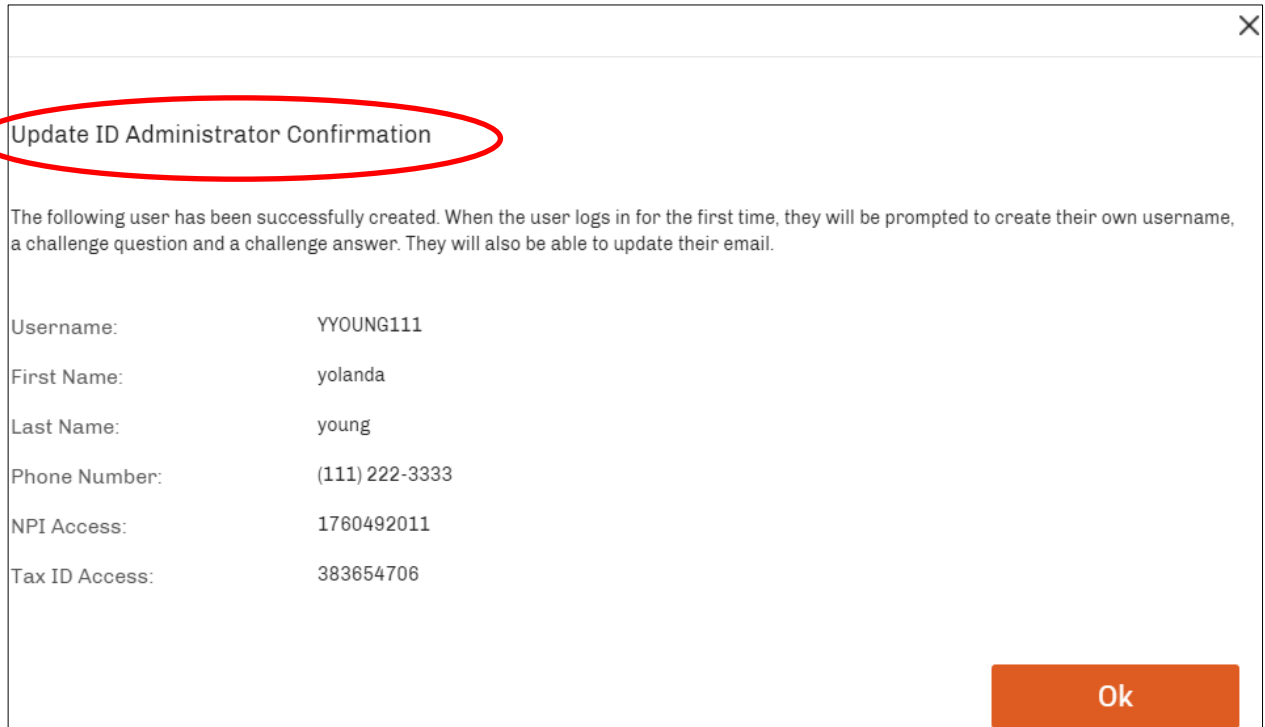 Update ID Administrator Confirmation
The following user has been successfully created. When the user logs in for the first time, they will be prompted to create their own username,
a challenge question and a challenge answer. They will also be able to update their email.
Username: YYOUNG111
First Name: yolanda
Last Name: young
Phone Number: (111) 222-3333
NPI Access: 1760492011
Tax ID Access: 383654706
Ok